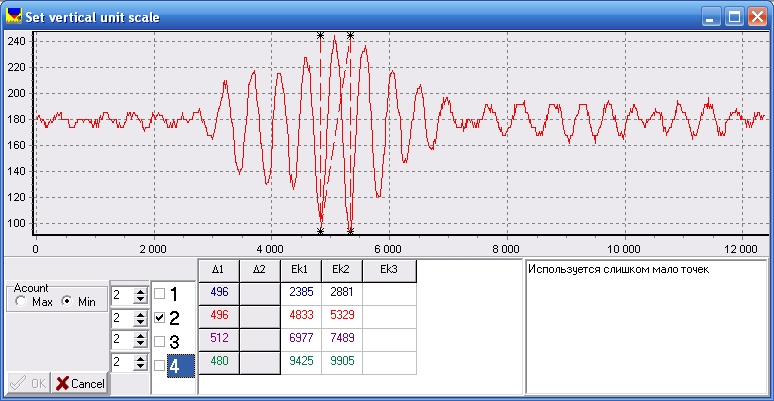 Set vertical unit scale
240
220
200
180
160
140
120
100
0 2 000 4 000 6 000 8 000 10 000 12 000
Acount
Max Min
2 1
2 2
2 3
2 4
OK Cancel
Δ1 Δ2 Ek1 Ek2 Ek3
496 2385 2881
496 4833 5329
512 6977 7489
480 9425 9905
Используется слишком мало точек